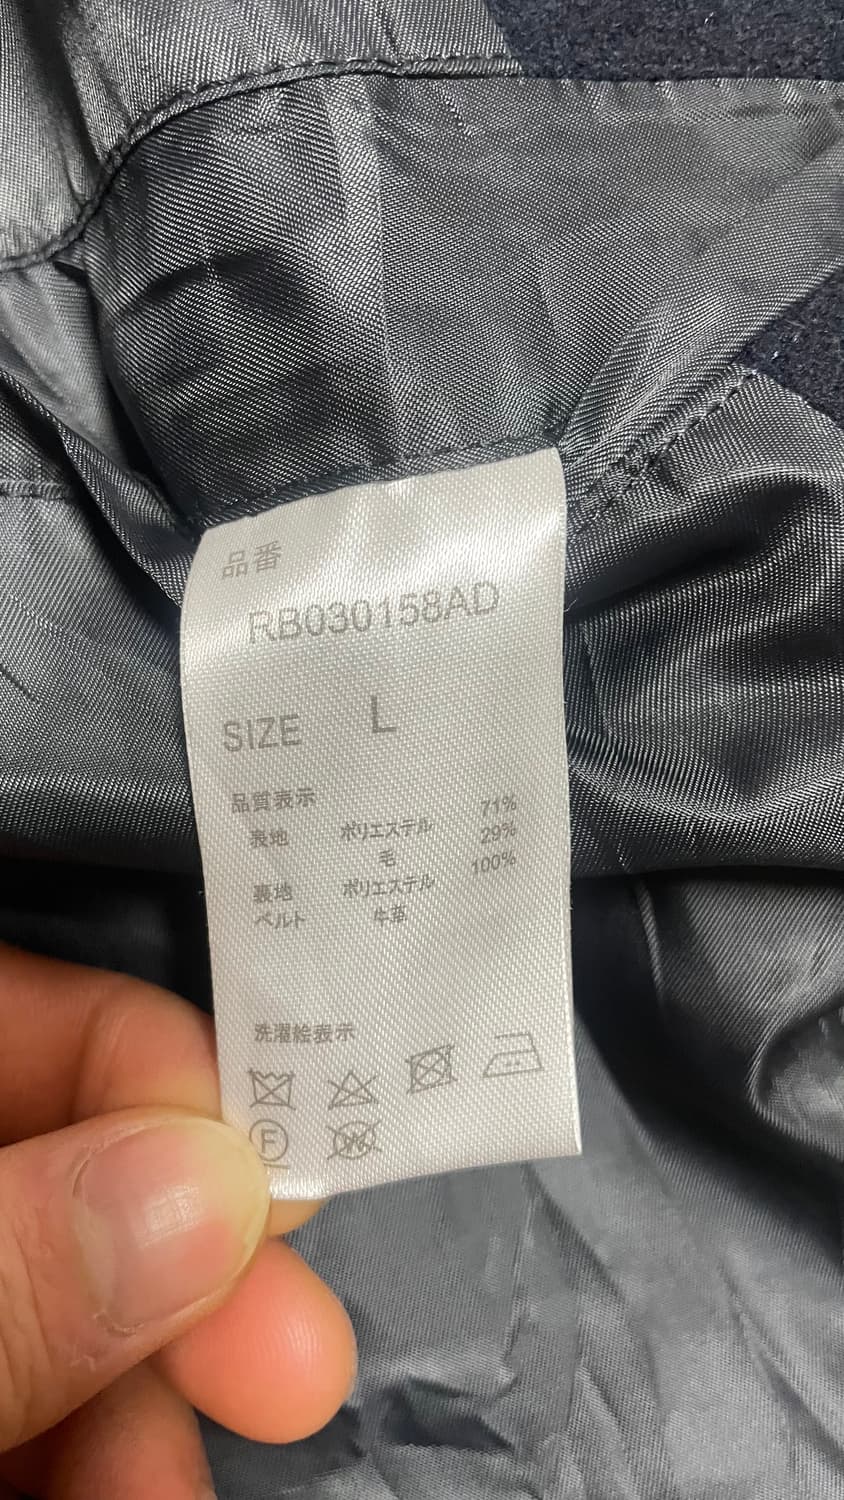 品番
RB030158AD
SIZE L
品質表示
表地 ポリエステル 71%
毛 29%
裏地 ポリエステル 100%
ベルト 牛革
洗濯絵表示
F W